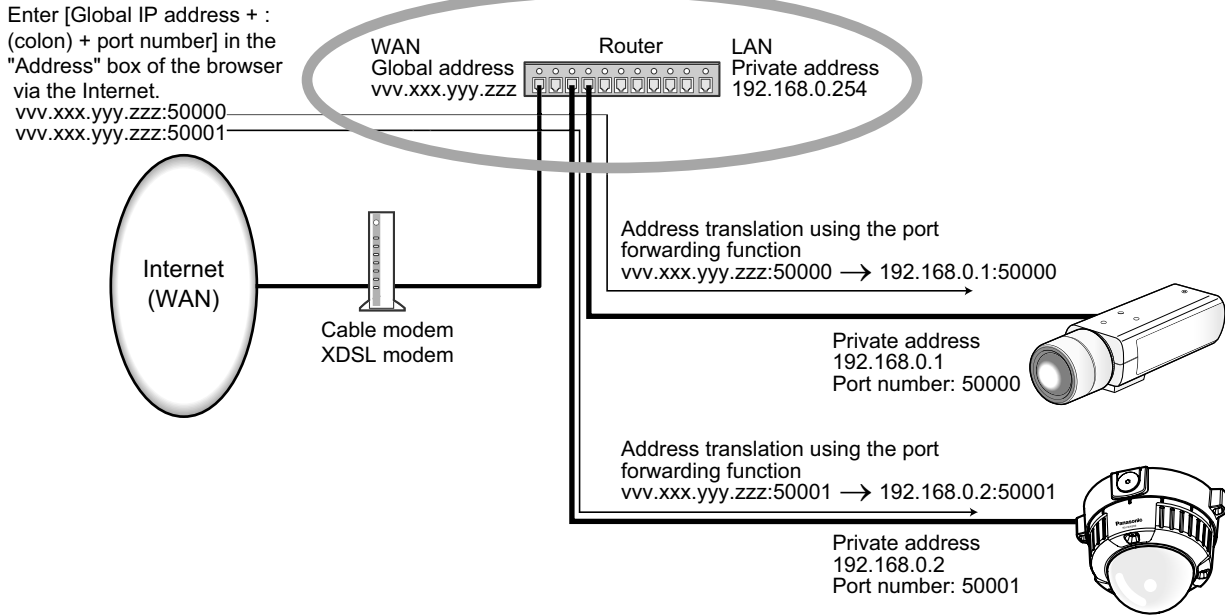 Enter [Global IP address + :
(colon) + port number] in the
"Address" box of the browser
via the Internet.
vvv.xxx.yyy.zzz:50000
vvv.xxx.yyy.zzz:50001
WAN
Global address
vvv.xxx.yyy.zzz
Router
LAN
Private address
192.168.0.254
Internet
(WAN)
Cable modem
XDSL modem
Address translation using the port
forwarding function
vvv.xxx.yyy.zzz:50000 → 192.168.0.1:50000
Private address
192.168.0.1
Port number: 50000
Address translation using the port
forwarding function
vvv.xxx.yyy.zzz:50001 → 192.168.0.2:50001
Panasonic
Private address
192.168.0.2
Port number: 50001